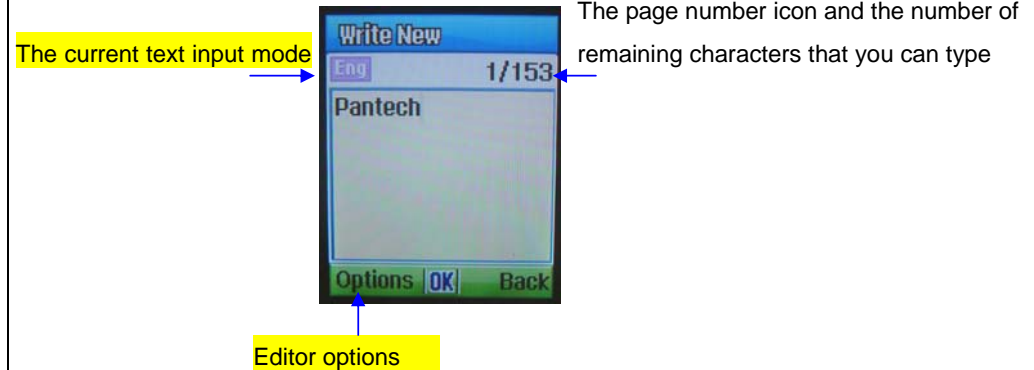 The page number icon and the number of
Write New
The current text input mode
remaining characters that you can type
Eng
1/153
Pantech
Options OK Back
Editor options